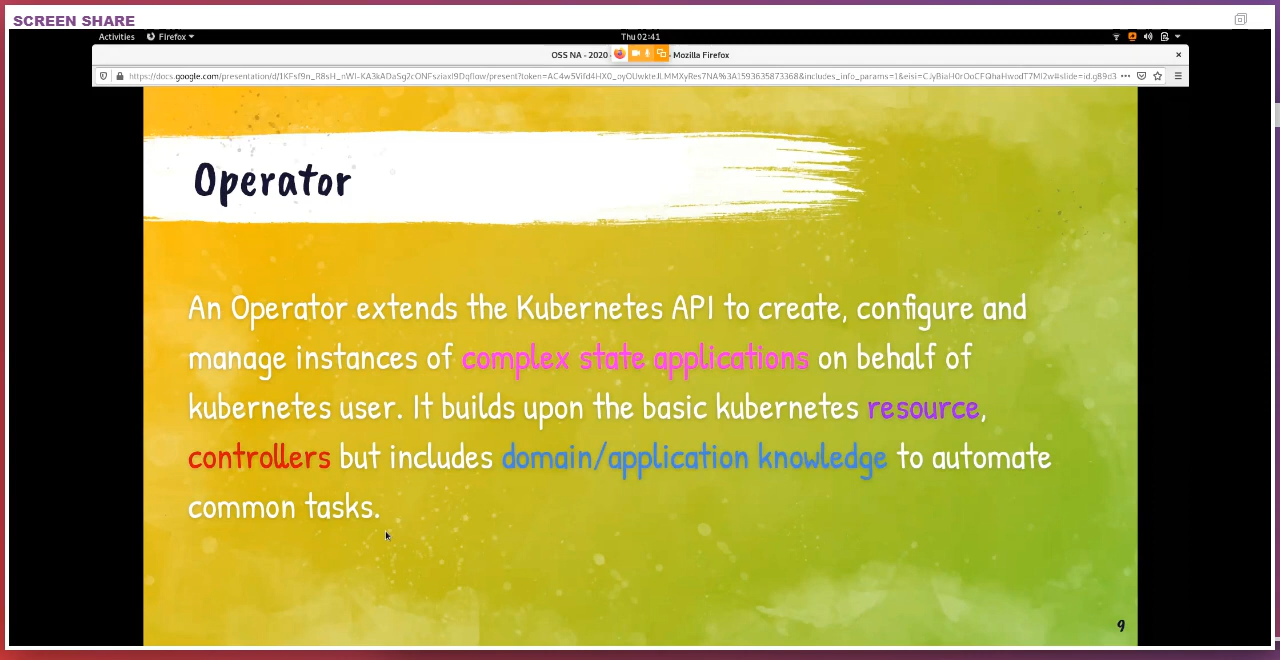 SCREEN SHARE
Activities Firefox Thu 02:41
OSS NA - 2020 - Mozilla Firefox
Operator
An Operator extends the Kubernetes API to create, configure and
manage instances of complex state applications on behalf of
kubernetes user. It builds upon the basic kubernetes resource,
controllers but includes domain/application knowledge to automate
common tasks.
9